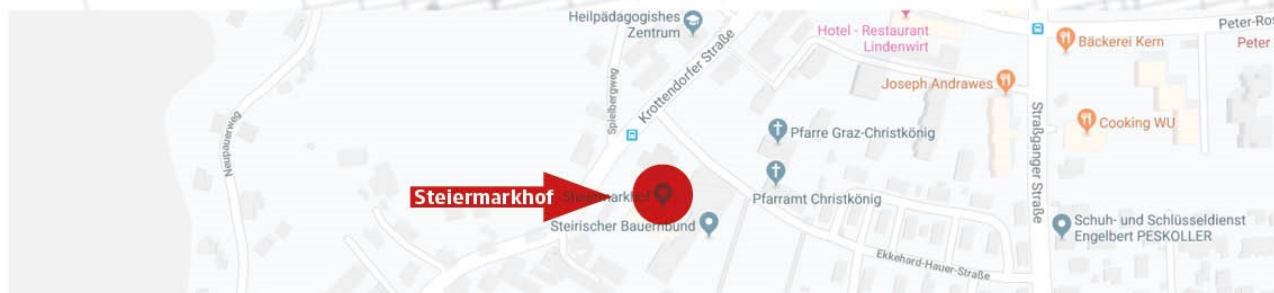 Heilpädagogishes
Zentrum
Hotel - Restaurant
Lindenwirt
Peter-Ros
Bäckerei Kern
Peter
Krottendorfer Straße
Spielbergweg
Joseph Andrawes
Neupauerweg
Straßganger Straße
Cooking WU
Pfarre Graz-Christkönig
Steiermarkhof
Steiermarkhof
Pfarramt Christkönig
Steirischer Bauernbund
Schuh- und Schlüsseldienst
Engelbert PESKOLLER
Ekkehard-Hauer-Straße